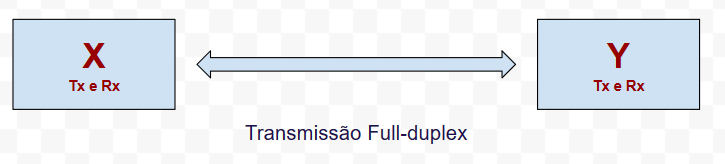 X
Tx e Rx
Y
Tx e Rx
Transmissão Full-duplex